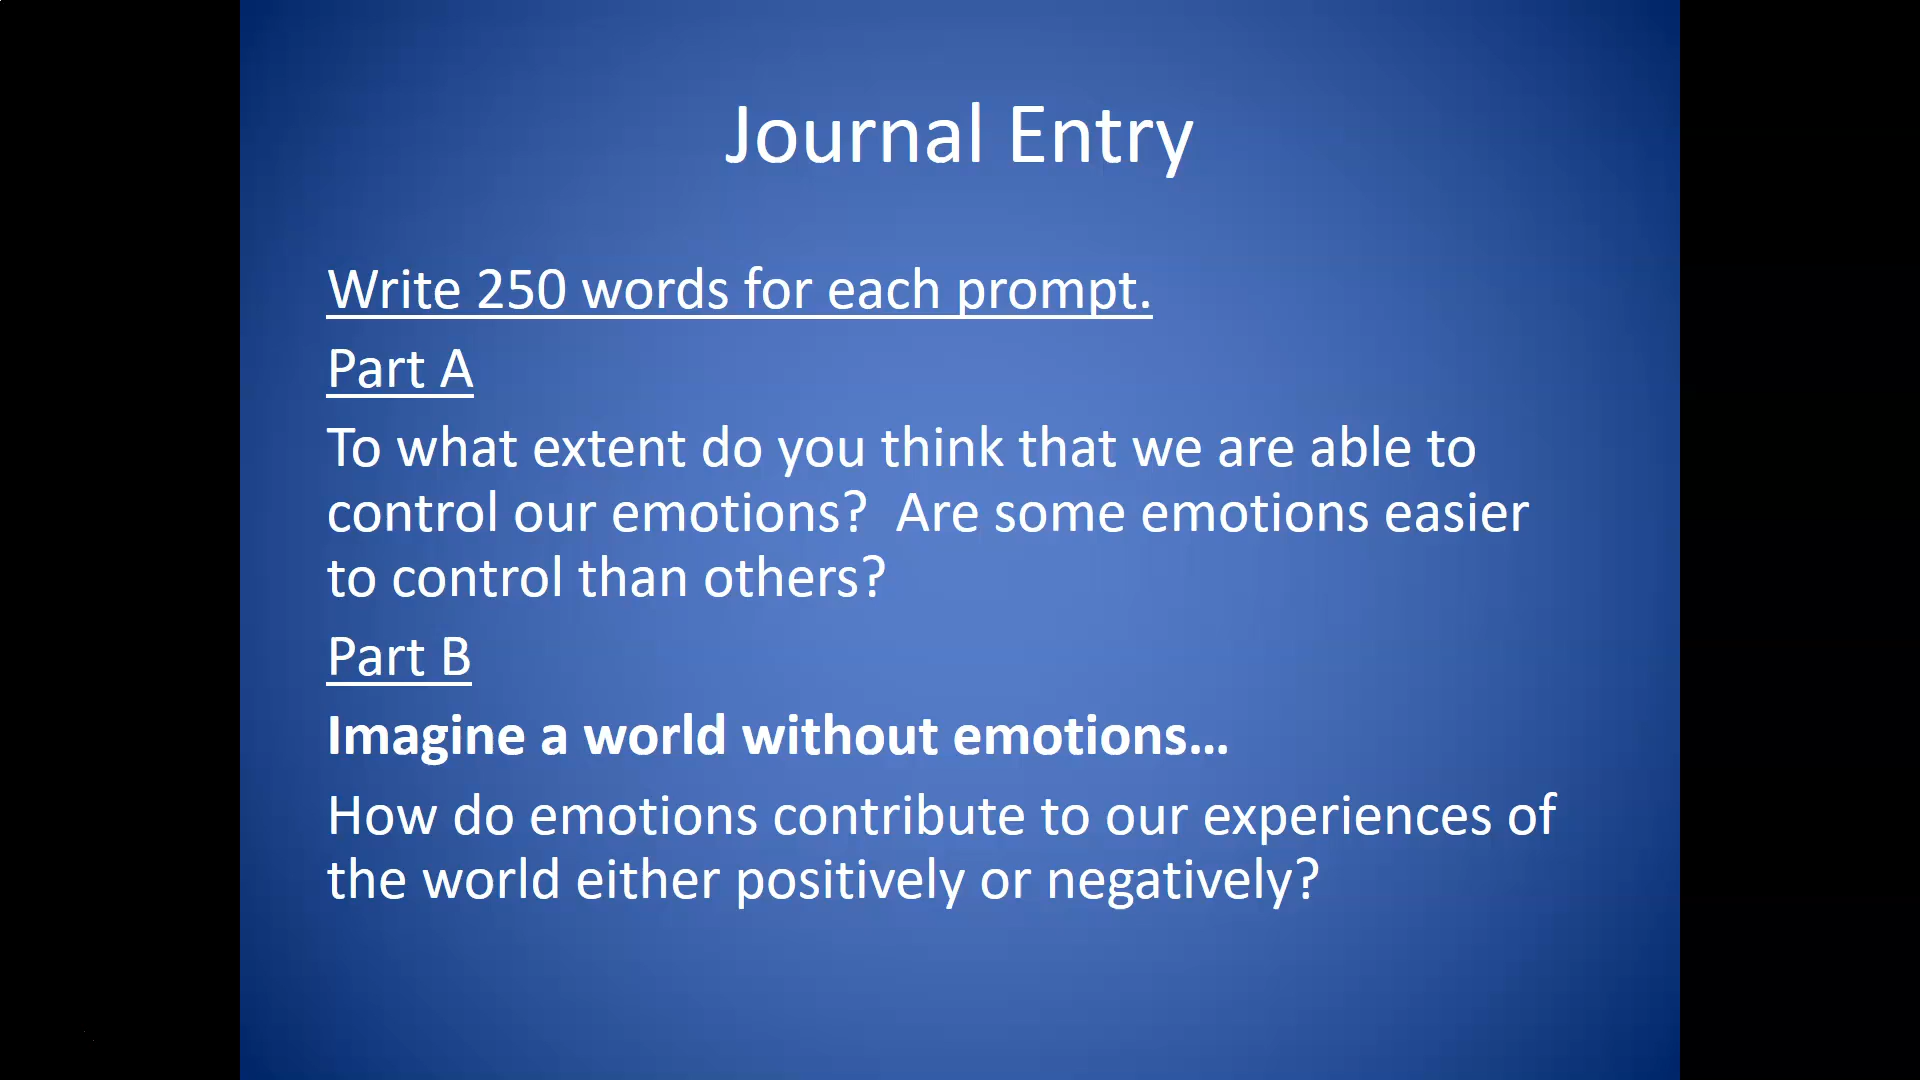 Journal Entry
Write 250 words for each prompt.
Part A
To what extent do you think that we are able to
control our emotions?  Are some emotions easier
to control than others?
Part B
Imagine a world without emotions…
How do emotions contribute to our experiences of
the world either positively or negatively?